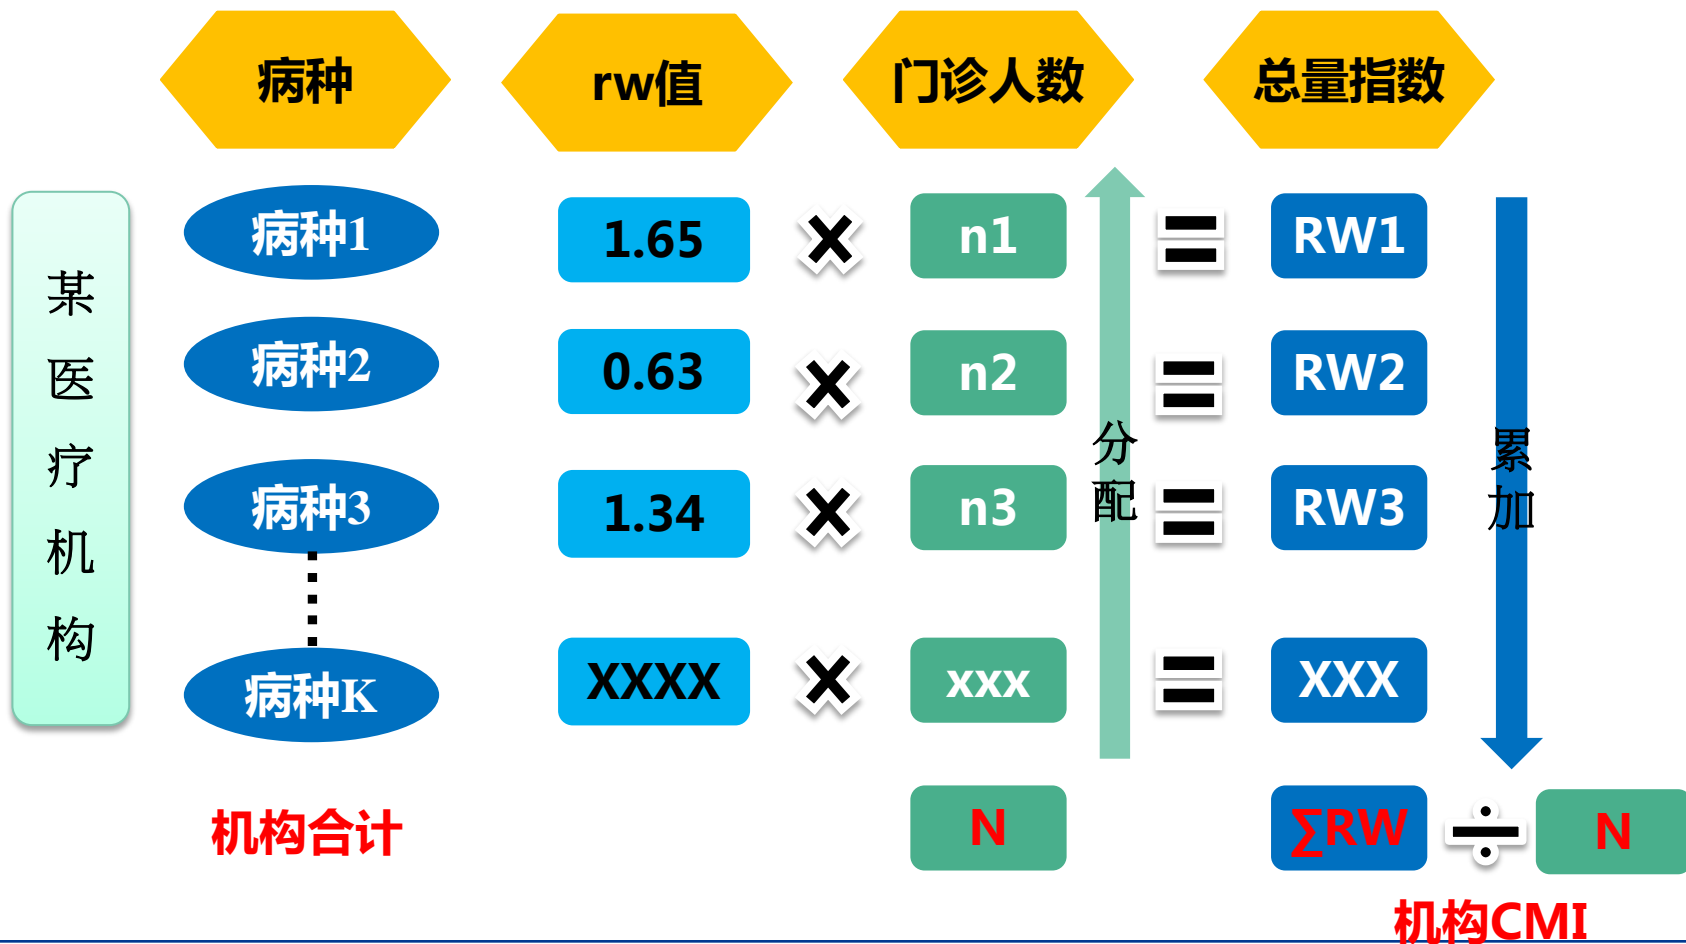 病种 rw值 门诊人数 总量指数
某医疗机构
病种1 1.65 × n1 = RW1
病种2 0.63 × n2 = RW2
分配
累加
病种3 1.34 × n3 = RW3
病种K XXXX × xxx = XXX
机构合计 N ∑RW ÷ N
机构CMI